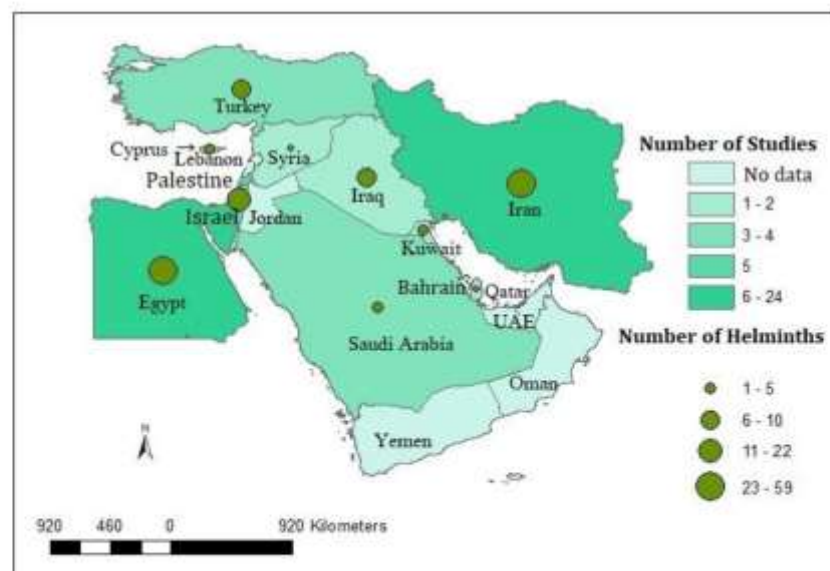 Turkey
Cyprus
Lebanon
Syria
Palestine
Iraq
Iran
Israel
Jordan
Kuwait
Egypt
Bahrain
Qatar
UAE
Saudi Arabia
Oman
Yemen
N
920 460 0 920 Kilometers
Number of Studies
No data
1 - 2
3 - 4
5
6 - 24
Number of Helminths
1 - 5
6 - 10
11 - 22
23 - 59